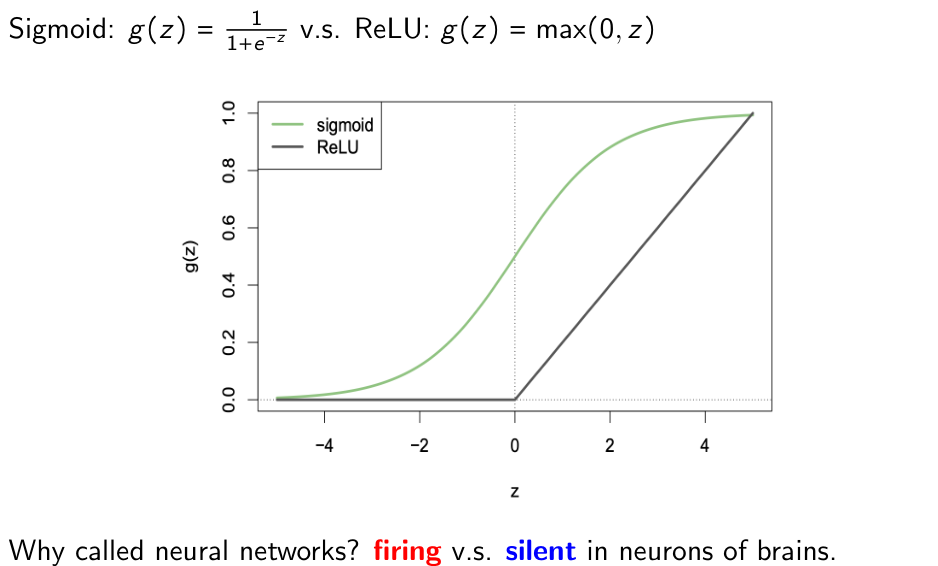 Sigmoid: g(z) = 1/(1+e^{−z}) v.s. ReLU: g(z) = max(0, z)
sigmoid
ReLU
g(z)
1.0
0.8
0.6
0.4
0.2
0.0
−4 −2 0 2 4
z
Why called neural networks? firing v.s. silent in neurons of brains.